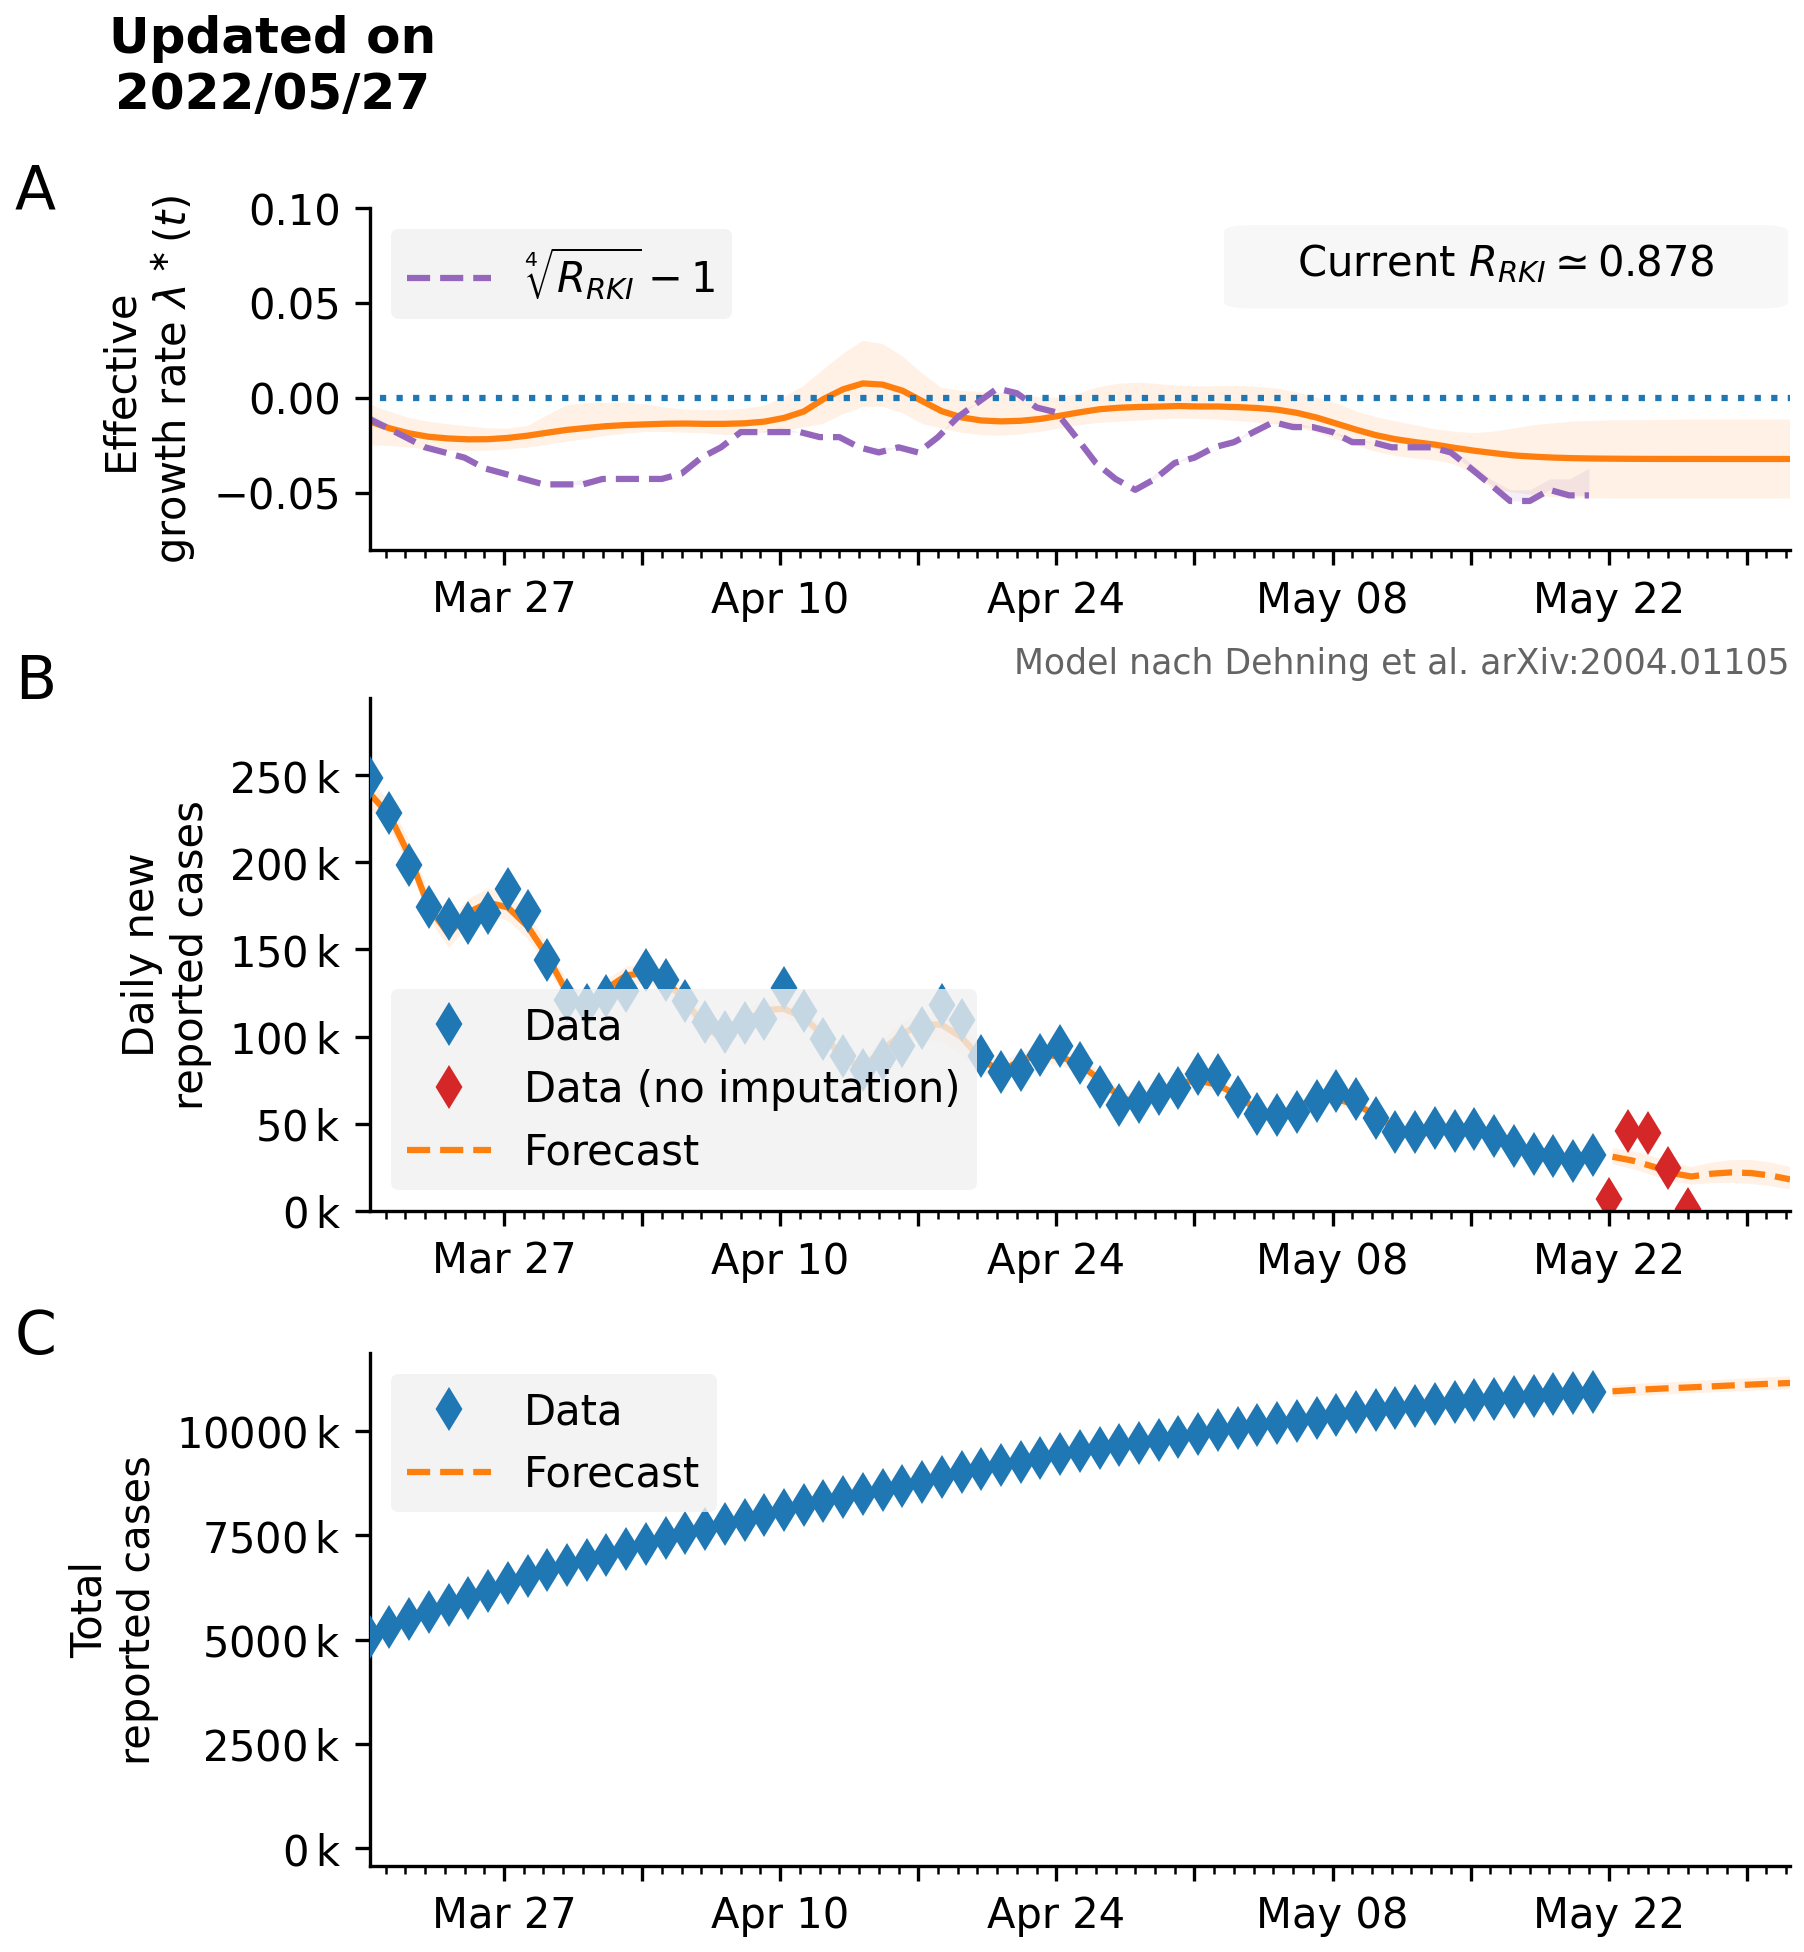 Updated on
2022/05/27
A
Effective
growth rate λ * (t)
0.10
0.05
0.00
−0.05
∜R_RKI − 1
Current R_RKI ≃ 0.878
Mar 27 Apr 10 Apr 24 May 08 May 22
Model nach Dehning et al. arXiv:2004.01105
B
Daily new
reported cases
250 k
200 k
150 k
100 k
50 k
0 k
Data
Data (no imputation)
Forecast
Mar 27 Apr 10 Apr 24 May 08 May 22
C
Total
reported cases
10000 k
7500 k
5000 k
2500 k
0 k
Data
Forecast
Mar 27 Apr 10 Apr 24 May 08 May 22